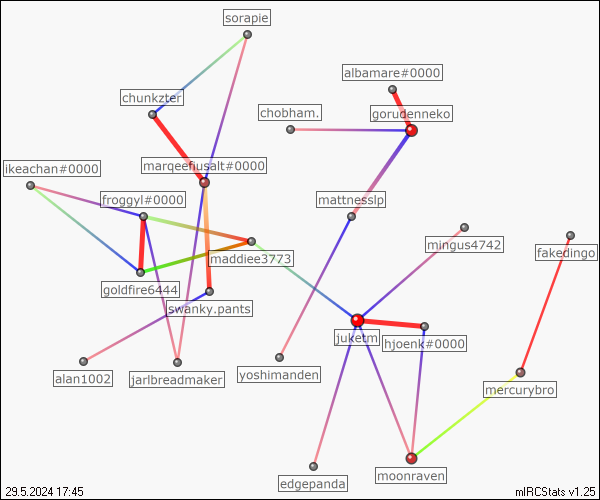 sorapie
albamare#0000
chunkzter
chobham.
gorudenneko
marqeefiusalt#0000
ikeachan#0000
froggyl#0000
mattnesslp
mingus4742
fakedingo
maddiee3773
goldfire6444
swanky.pants
juketm
hjoenk#0000
alan1002
jarlbreadmaker
yoshimanden
mercurybro
edgepanda
moonraven
29.5.2024 17:45
mIRCStats v1.25